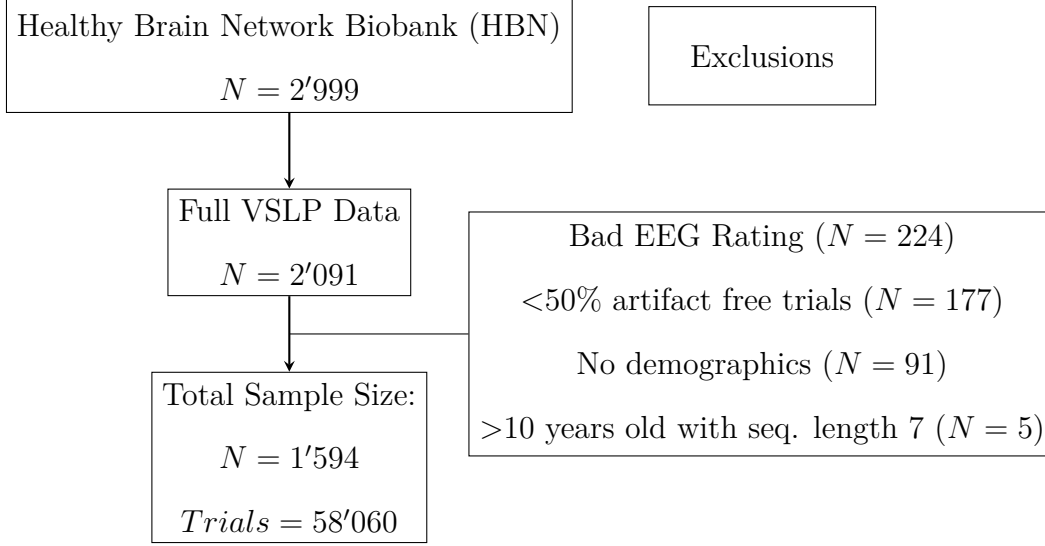 Healthy Brain Network Biobank (HBN)
N = 2'999
Exclusions
Full VSLP Data
N = 2'091
Bad EEG Rating (N = 224)
<50% artifact free trials (N = 177)
No demographics (N = 91)
>10 years old with seq. length 7 (N = 5)
Total Sample Size:
N = 1'594
Trials = 58'060